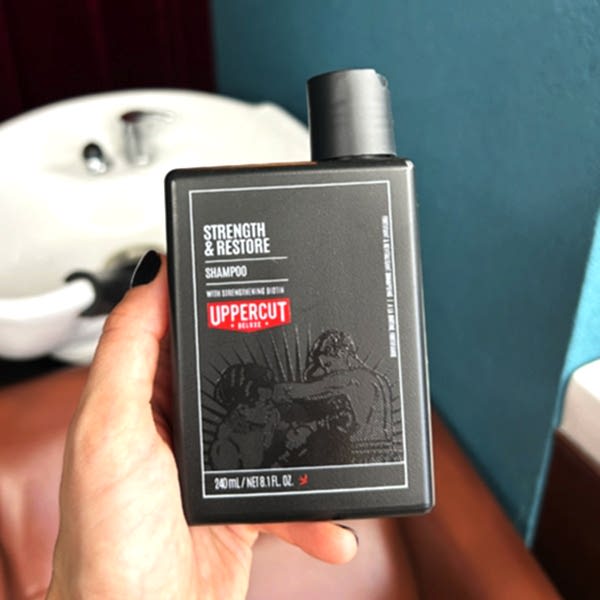 STRENGTH
& RESTORE
SHAMPOO
WITH STRENGTHENING BIOTIN
UPPERCUT
DELUXE
240 mL / NET 8.1 FL. OZ.